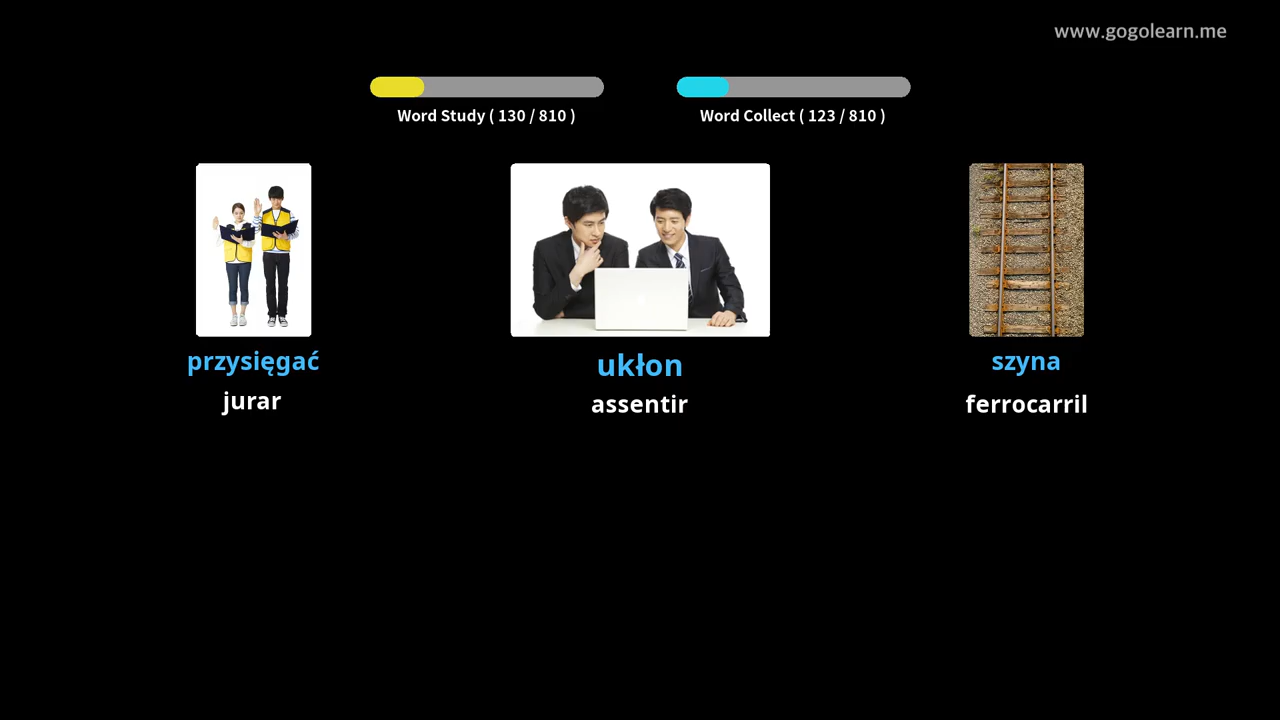 www.gogolearn.me
Word Study ( 130 / 810 )
Word Collect ( 123 / 810 )
przysięgać
jurar
ukłon
assentir
szyna
ferrocarril